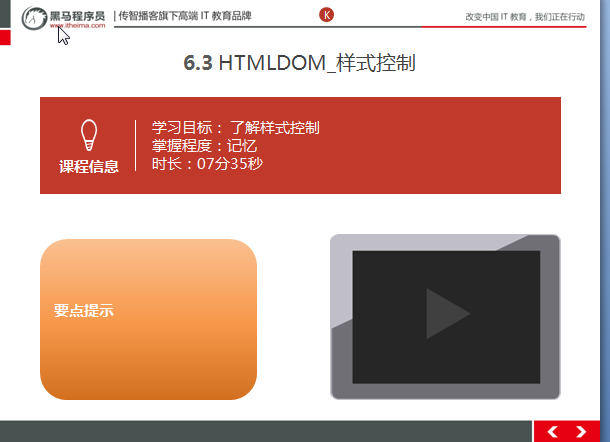 黑马程序员
www.itheima.com
传智播客旗下高端 IT 教育品牌
K
改变中国 IT 教育，我们正在行动
6.3 HTMLDOM_样式控制
课程信息
学习目标： 了解样式控制
掌握程度：记忆
时长：07分35秒
要点提示